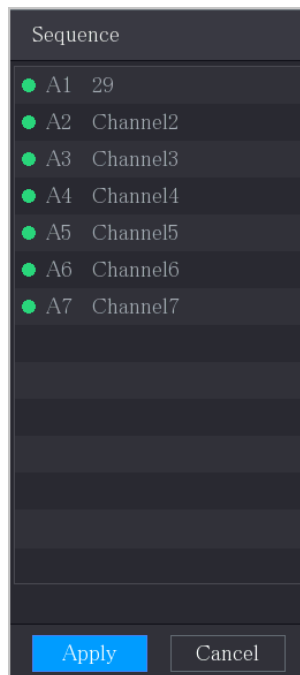 Sequence
A1 29
A2 Channel2
A3 Channel3
A4 Channel4
A5 Channel5
A6 Channel6
A7 Channel7
Apply Cancel